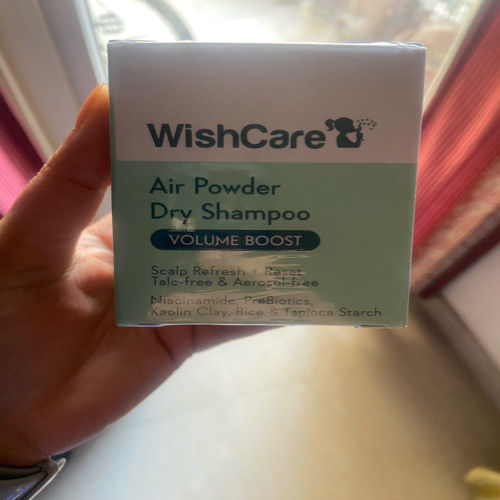 WishCare
Air Powder
Dry Shampoo
VOLUME BOOST
Scalp Refresh + Reset
Talc-free & Aerosol-free
Niacinamide, PreBiotics,
Kaolin Clay, Rice & Tapioca Starch